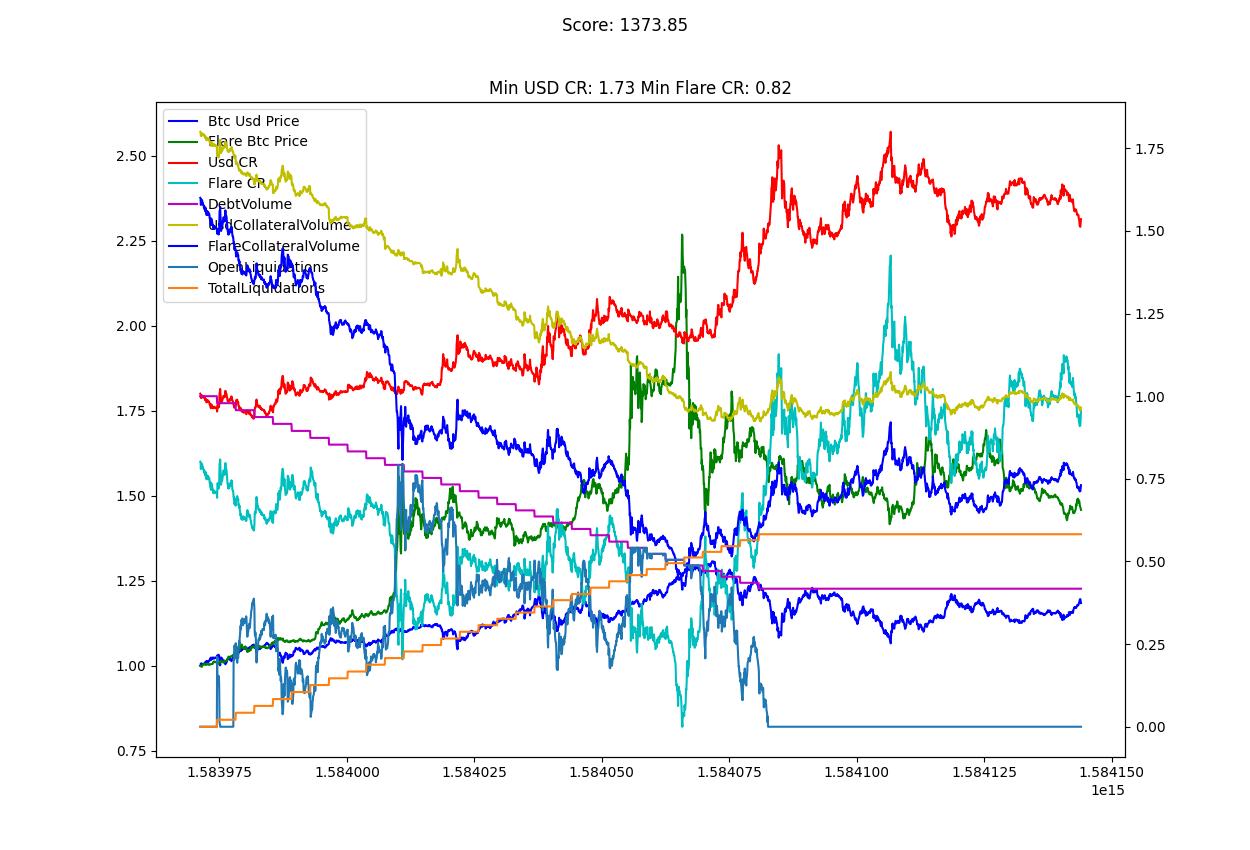 Score: 1373.85
Min USD CR: 1.73 Min Flare CR: 0.82
Btc Usd Price
Flare Btc Price
Usd CR
Flare CR
DebtVolume
UsdCollateralVolume
FlareCollateralVolume
OpenLiquidations
TotalLiquidations
2.50
2.25
2.00
1.75
1.50
1.25
1.00
0.75
1.75
1.50
1.25
1.00
0.75
0.50
0.25
0.00
1.583975 1.584000 1.584025 1.584050 1.584075 1.584100 1.584125 1.584150
1e15